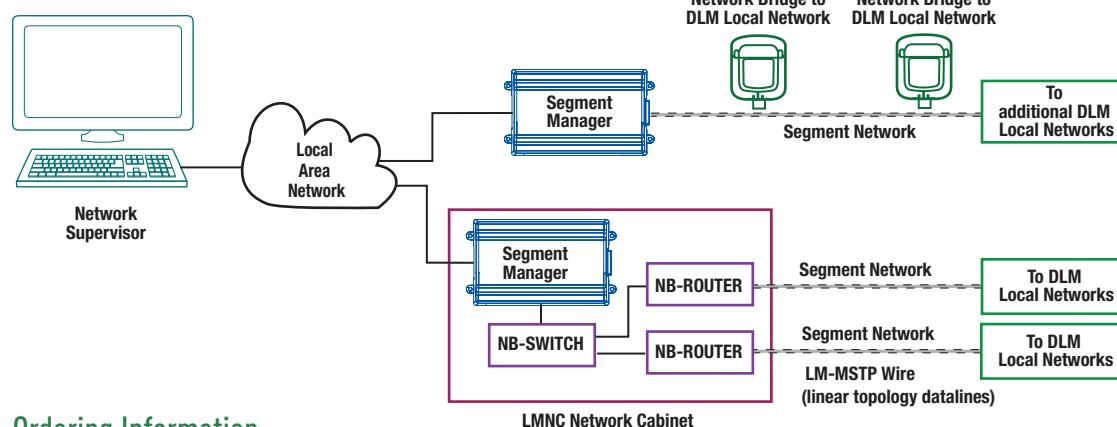 Network Bridge to
DLM Local Network
Network Bridge to
DLM Local Network
Segment
Manager
Segment Network
To
additional DLM
Local Networks
Local
Area
Network
Network
Supervisor
Segment
Manager
NB-ROUTER
Segment Network
To DLM
Local Networks
NB-SWITCH
NB-ROUTER
Segment Network
To DLM
Local Networks
LM-MSTP Wire
(linear topology datalines)
LMNC Network Cabinet
Ordering Information